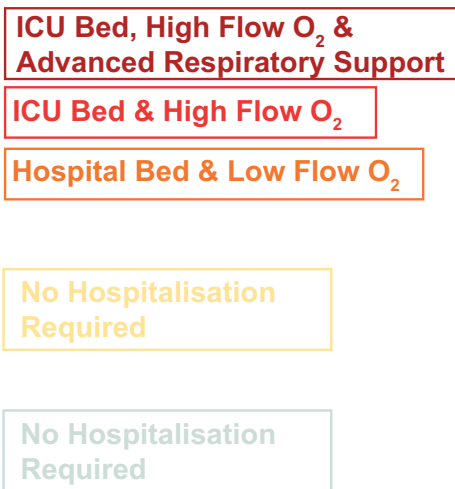 ICU Bed, High Flow O₂ &
Advanced Respiratory Support
ICU Bed & High Flow O₂
Hospital Bed & Low Flow O₂
No Hospitalisation
Required
No Hospitalisation
Required